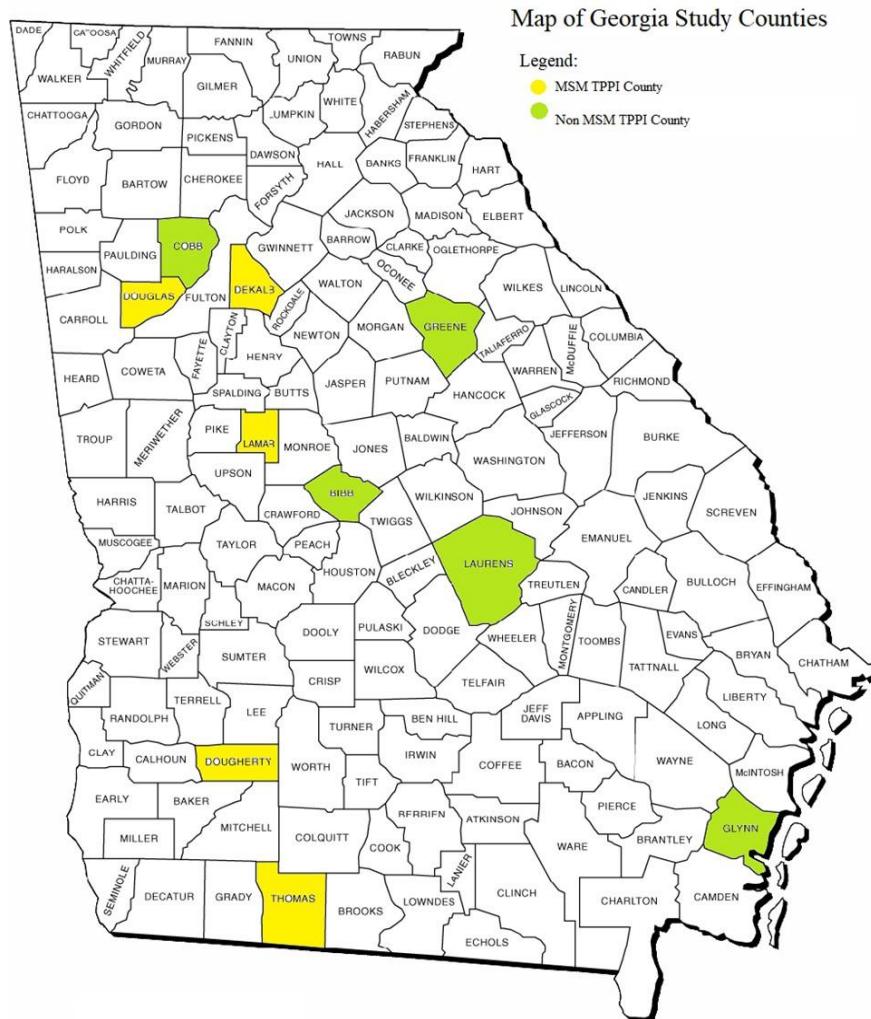 Map of Georgia Study Counties
Legend:
MSM TPPI County
Non MSM TPPI County
DADE
CATOOSA
WHITFIELD
MURRAY
FANNIN
TOWNS
UNION
RABUN
WALKER
GILMER
WHITE
HABERSHAM
UMPKIN
STEPHENS
CHATTOOGA
GORDON
PICKENS
DAWSON
HALL
BANKS
FRANKLIN
HART
FLOYD
BARTOW
CHEROKEE
FORSYTH
JACKSON
MADISON
ELBERT
POLK
PAULDING
COBB
GWINNETT
BARROW
CLARKE
OGLETHORPE
HARALSON
OCONEE
DOUGLAS
FULTON
DEKALB
WALTON
WILKES
LINCOLN
CARROLL
CLAYTON
ROCKDALE
NEWTON
MORGAN
GREENE
TALIAFERRO
McDUFFIE
COLUMBIA
HEARD
COWETA
FAYETTE
HENRY
JASPER
PUTNAM
HANCOCK
WARREN
RICHMOND
SPALDING
BUTTS
GLASCOCK
TROUP
MERIWETHER
PIKE
LAMAR
MONROE
JONES
BALDWIN
JEFFERSON
BURKE
UPSON
WASHINGTON
HARRIS
TALBOT
CRAWFORD
BIBB
TWIGGS
WILKINSON
JOHNSON
JENKINS
SCREVEN
MUSCOGEE
TAYLOR
PEACH
HOUSTON
BLECKLEY
LAURENS
EMANUEL
CHATTA-
HOOCHEE
MARION
MACON
TREUTLEN
CANDLER
BULLOCH
EFFINGHAM
SCHLEY
STEWART
WEBSTER
SUMTER
DOOLY
PULASKI
DODGE
WHEELER
MONTGOMERY
TOOMBS
TATTNALL
EVANS
BRYAN
CHATHAM
QUITMAN
CRISP
WILCOX
TELFAIR
LIBERTY
RANDOLPH
TERRELL
LEE
TURNER
BEN HILL
JEFF
DAVIS
APPLING
LONG
CLAY
CALHOUN
DOUGHERTY
WORTH
TIFT
IRWIN
COFFEE
BACON
WAYNE
McINTOSH
EARLY
BAKER
MITCHELL
COLQUITT
COOK
BERRIEN
ATKINSON
PIERCE
MILLER
WARE
BRANTLEY
GLYNN
SEMINOLE
DECATUR
GRADY
THOMAS
BROOKS
LOWNDES
LANIER
CLINCH
ECHOLS
CHARLTON
CAMDEN